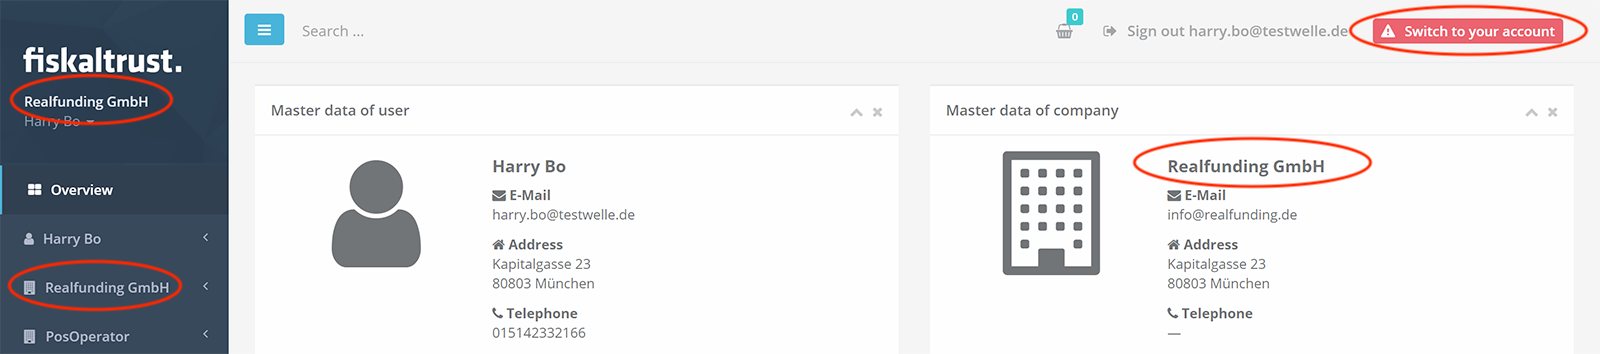 fiskaltrust.
Realfunding GmbH
Harry Bo
Overview
Harry Bo
Realfunding GmbH
PosOperator
Search ...
0
Sign out harry.bo@testwelle.de
Switch to your account
Master data of user
Harry Bo
E-Mail
harry.bo@testwelle.de
Address
Kapitalgasse 23
80803 München
Telephone
015142332166
Master data of company
Realfunding GmbH
E-Mail
info@realfunding.de
Address
Kapitalgasse 23
80803 München
Telephone
—